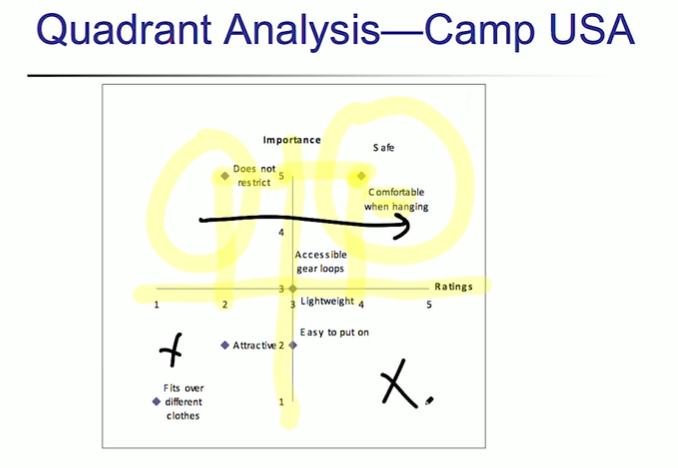 Quadrant Analysis—Camp USA
Importance
Safe
Does not
restrict
5
Comfortable
when hanging
4
Accessible
gear loops
3
Ratings
1
2
3
Lightweight
4
5
Easy to put on
Attractive
2
Fits over
different
clothes
1
X
X.